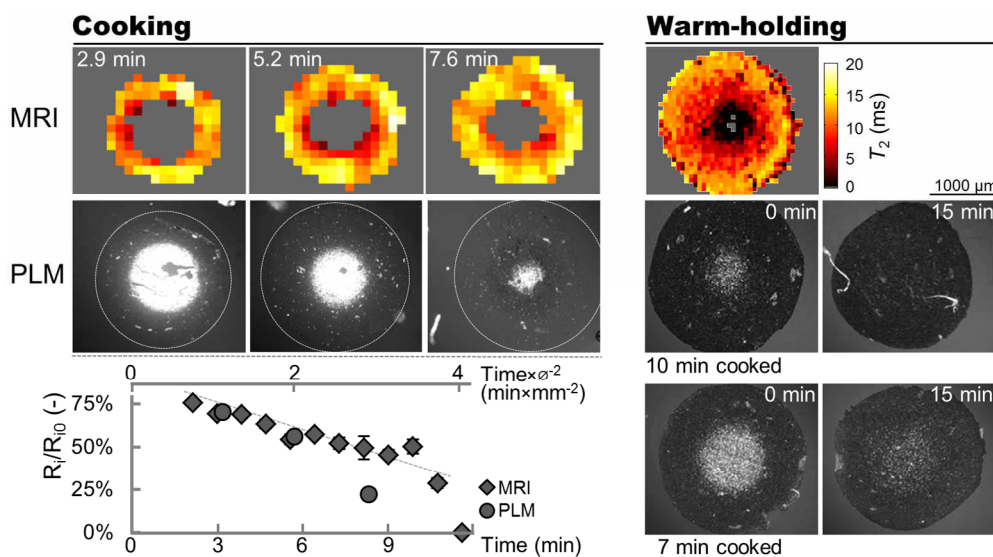 Cooking
Warm-holding
MRI
2.9 min
5.2 min
7.6 min
20
15
10
5
0
T₂ (ms)
1000 µm
PLM
0 min
15 min
10 min cooked
0 min
15 min
7 min cooked
0
2
4
Time×ø⁻²
(min×mm⁻²)
Rᵢ/Rᵢ₀ (-)
75%
50%
25%
0%
MRI
PLM
0
3
6
9
Time (min)